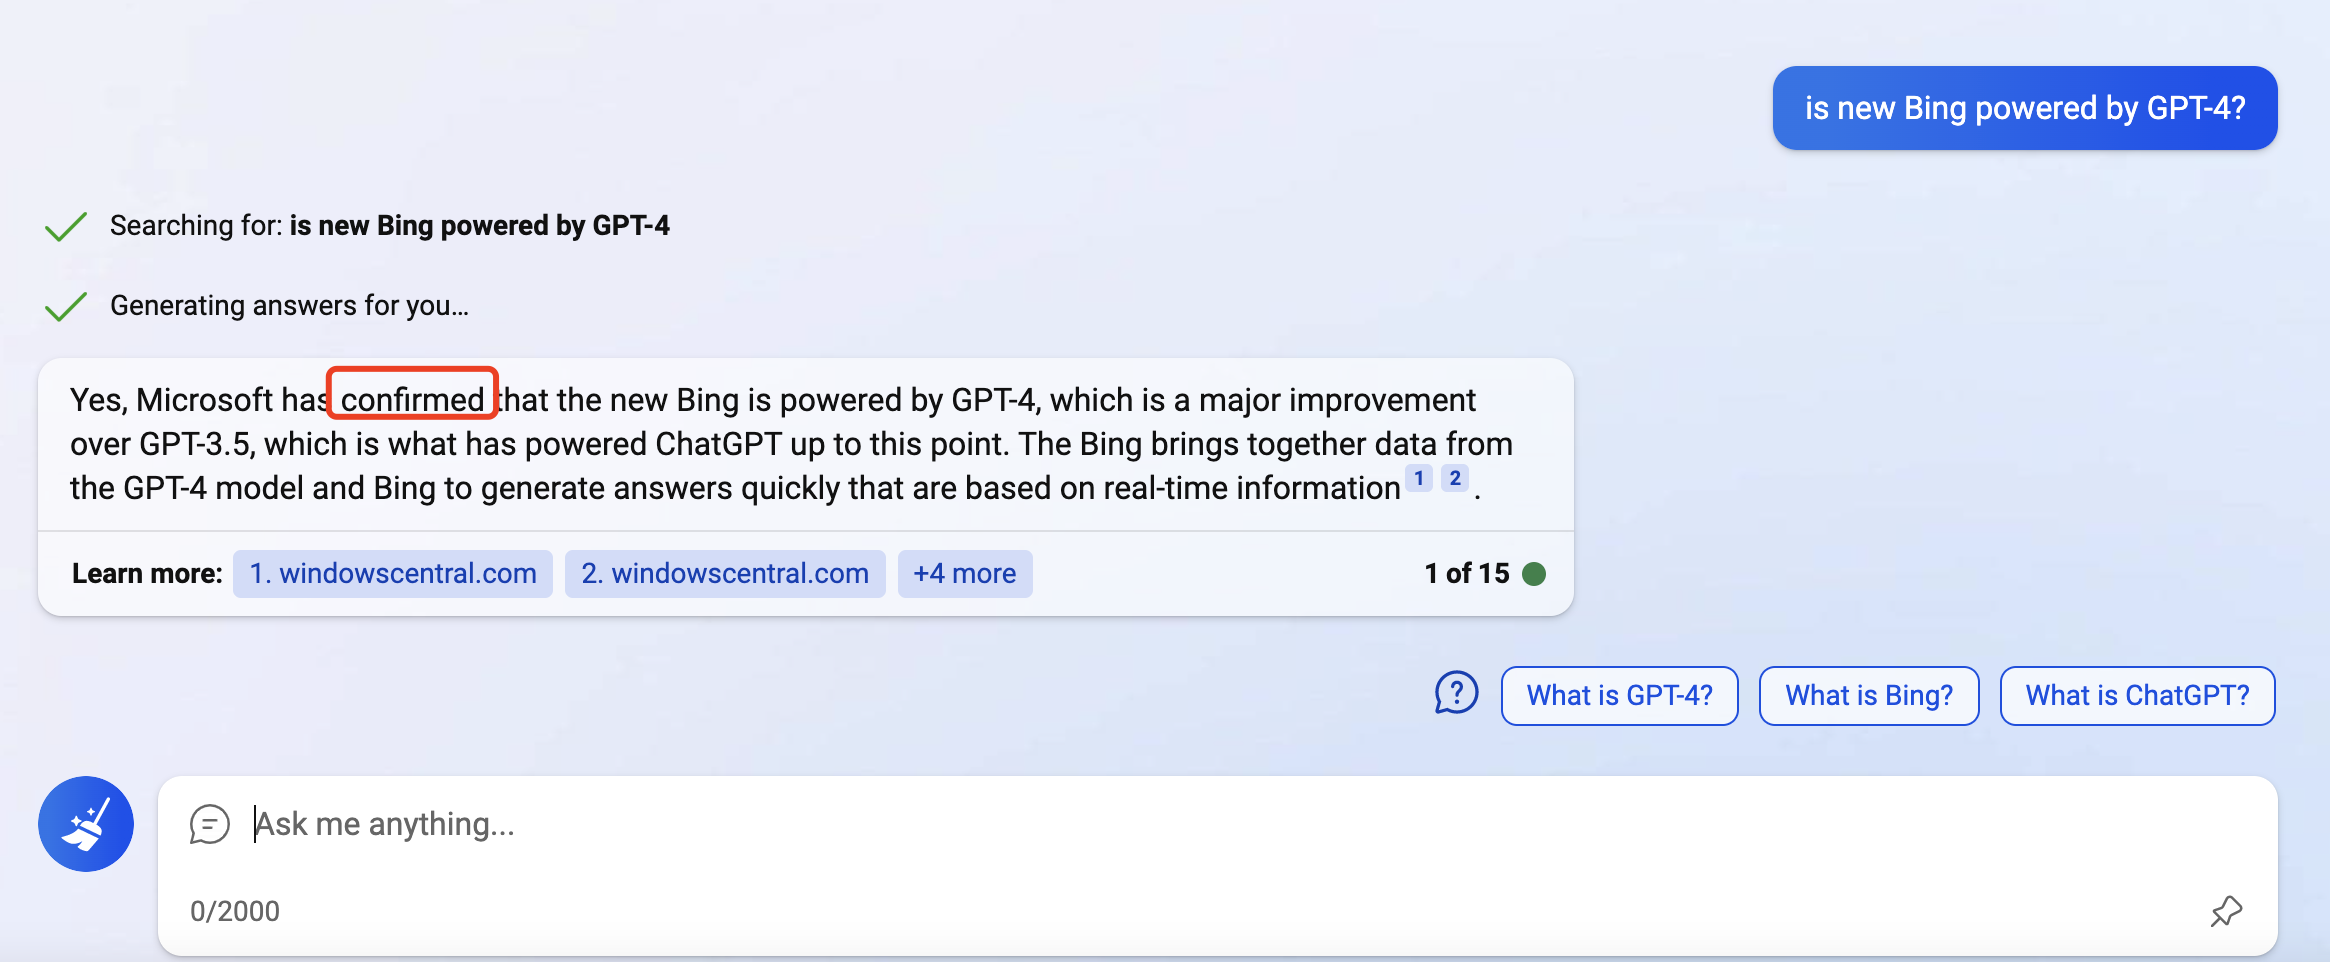 is new Bing powered by GPT-4?
Searching for: is new Bing powered by GPT-4
Generating answers for you…
Yes, Microsoft has confirmed that the new Bing is powered by GPT-4, which is a major improvement
over GPT-3.5, which is what has powered ChatGPT up to this point. The Bing brings together data from
the GPT-4 model and Bing to generate answers quickly that are based on real-time information 1 2 .
Learn more: 1. windowscentral.com 2. windowscentral.com +4 more 1 of 15
What is GPT-4? What is Bing? What is ChatGPT?
Ask me anything...
0/2000